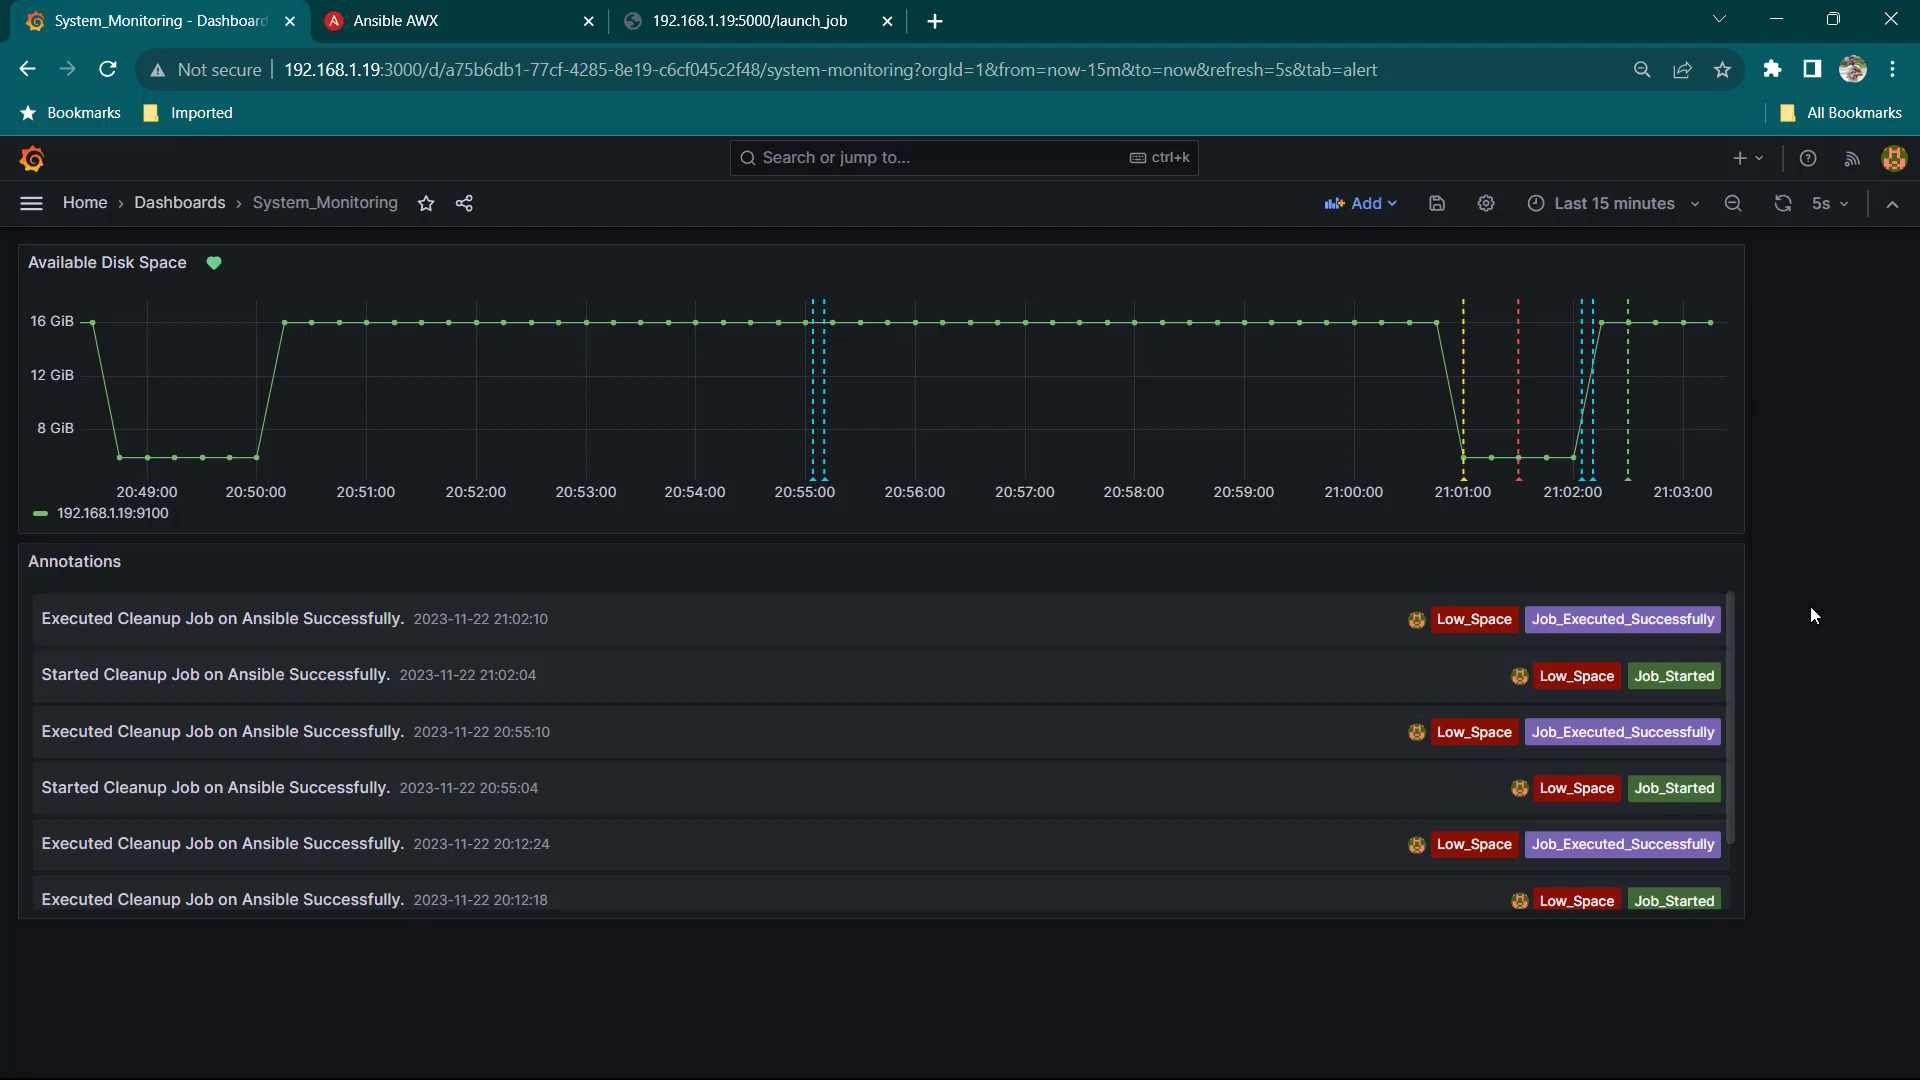 System_Monitoring - Dashboard
Ansible AWX
192.168.1.19:5000/launch_job
Not secure
192.168.1.19:3000/d/a75b6db1-77cf-4285-8e19-c6cf045c2f48/system-monitoring?orgId=1&from=now-15m&to=now&refresh=5s&tab=alert
Bookmarks
Imported
All Bookmarks
Search or jump to...
ctrl+k
Home › Dashboards › System_Monitoring
Add
Last 15 minutes
5s
Available Disk Space
16 GiB
12 GiB
8 GiB
20:49:00 20:50:00 20:51:00 20:52:00 20:53:00 20:54:00 20:55:00 20:56:00 20:57:00 20:58:00 20:59:00 21:00:00 21:01:00 21:02:00 21:03:00
192.168.1.19:9100
Annotations
Executed Cleanup Job on Ansible Successfully. 2023-11-22 21:02:10 Low_Space Job_Executed_Successfully
Started Cleanup Job on Ansible Successfully. 2023-11-22 21:02:04 Low_Space Job_Started
Executed Cleanup Job on Ansible Successfully. 2023-11-22 20:55:10 Low_Space Job_Executed_Successfully
Started Cleanup Job on Ansible Successfully. 2023-11-22 20:55:04 Low_Space Job_Started
Executed Cleanup Job on Ansible Successfully. 2023-11-22 20:12:24 Low_Space Job_Executed_Successfully
Executed Cleanup Job on Ansible Successfully. 2023-11-22 20:12:18 Low_Space Job_Started